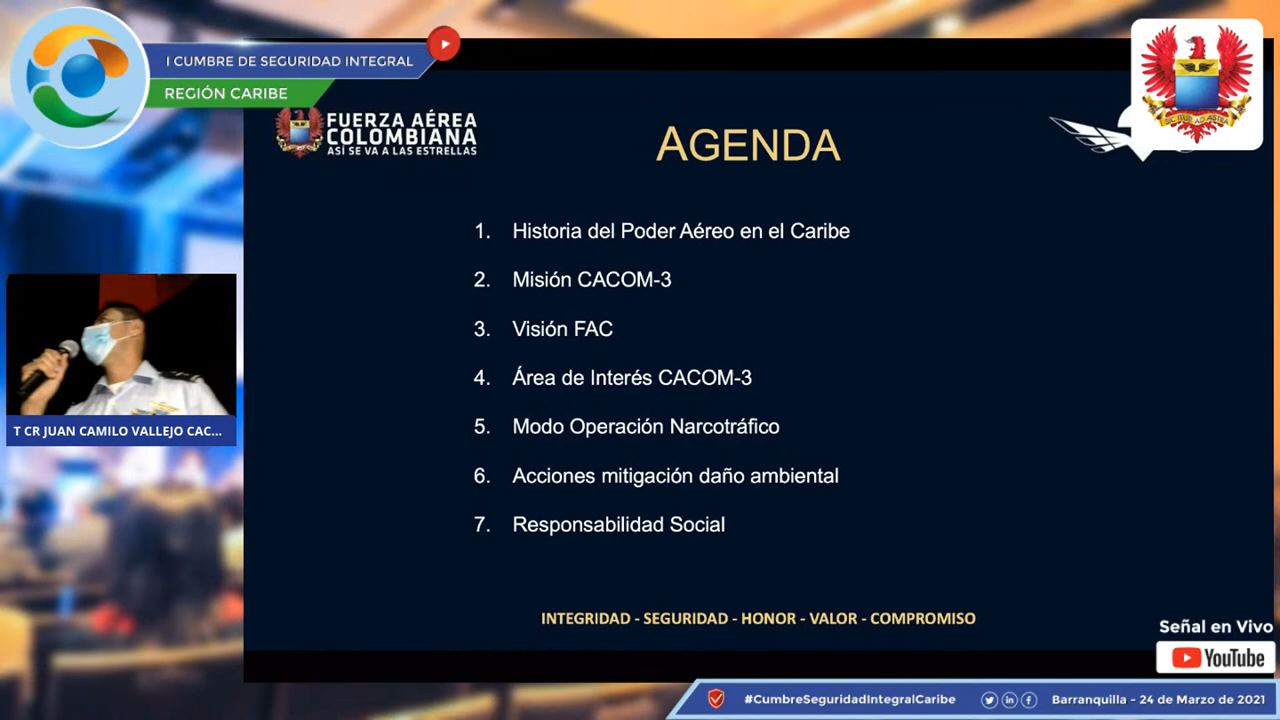 I CUMBRE DE SEGURIDAD INTEGRAL
REGIÓN CARIBE
FUERZA AÉREA
COLOMBIANA
ASÍ SE VA A LAS ESTRELLAS
AGENDA
1. Historia del Poder Aéreo en el Caribe
2. Misión CACOM-3
3. Visión FAC
4. Área de Interés CACOM-3
5. Modo Operación Narcotráfico
6. Acciones mitigación daño ambiental
7. Responsabilidad Social
INTEGRIDAD - SEGURIDAD - HONOR - VALOR - COMPROMISO
T CR JUAN CAMILO VALLEJO CAC...
Señal en Vivo
YouTube
#CumbreSeguridadIntegralCaribe
Barranquilla - 24 de Marzo de 2021